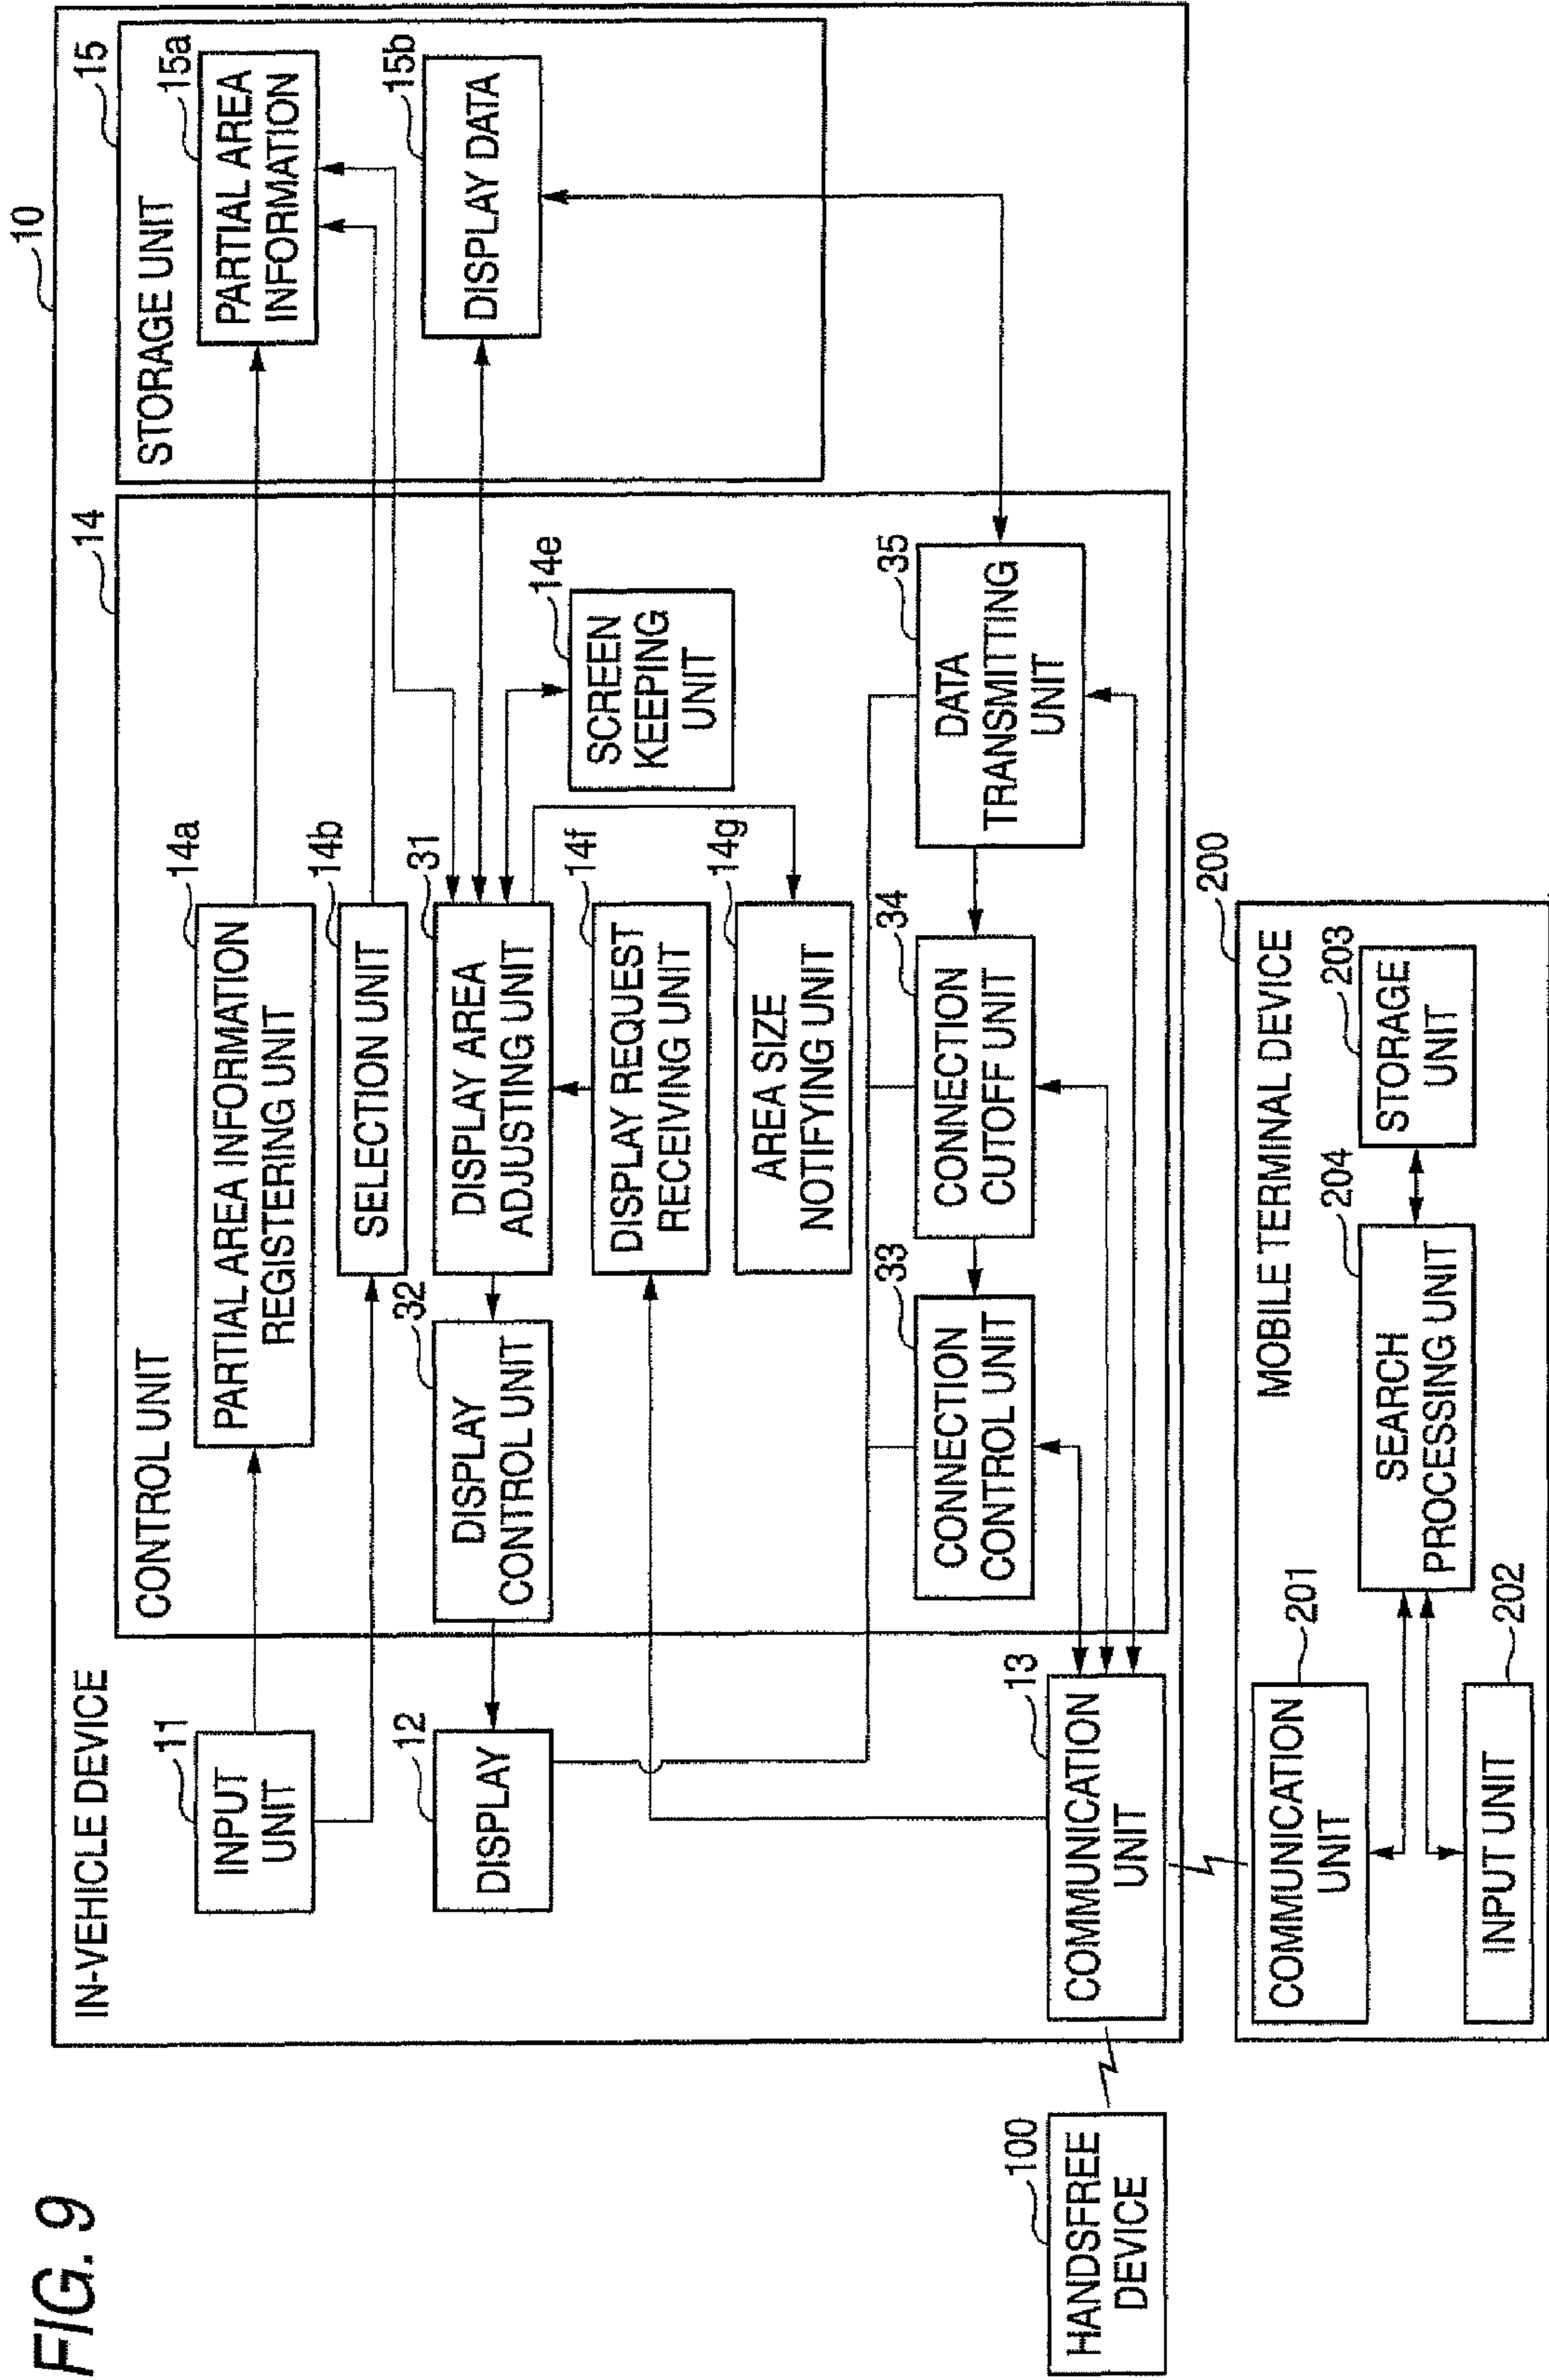 FIG. 9
10
IN-VEHICLE DEVICE
14
CONTROL UNIT
15
STORAGE UNIT
11
INPUT
UNIT
14a
PARTIAL AREA INFORMATION
REGISTERING UNIT
15a
PARTIAL AREA
INFORMATION
14b
SELECTION UNIT
12
DISPLAY
32
DISPLAY
CONTROL UNIT
31
DISPLAY AREA
ADJUSTING UNIT
15b
DISPLAY DATA
14e
SCREEN
KEEPING
UNIT
14f
DISPLAY REQUEST
RECEIVING UNIT
14g
AREA SIZE
NOTIFYING UNIT
33
CONNECTION
CONTROL UNIT
34
CONNECTION
CUTOFF UNIT
35
DATA
TRANSMITTING
UNIT
100
HANDSFREE
DEVICE
13
COMMUNICATION
UNIT
200
MOBILE TERMINAL DEVICE
201
COMMUNICATION
UNIT
204
SEARCH
PROCESSING UNIT
203
STORAGE
UNIT
202
INPUT UNIT